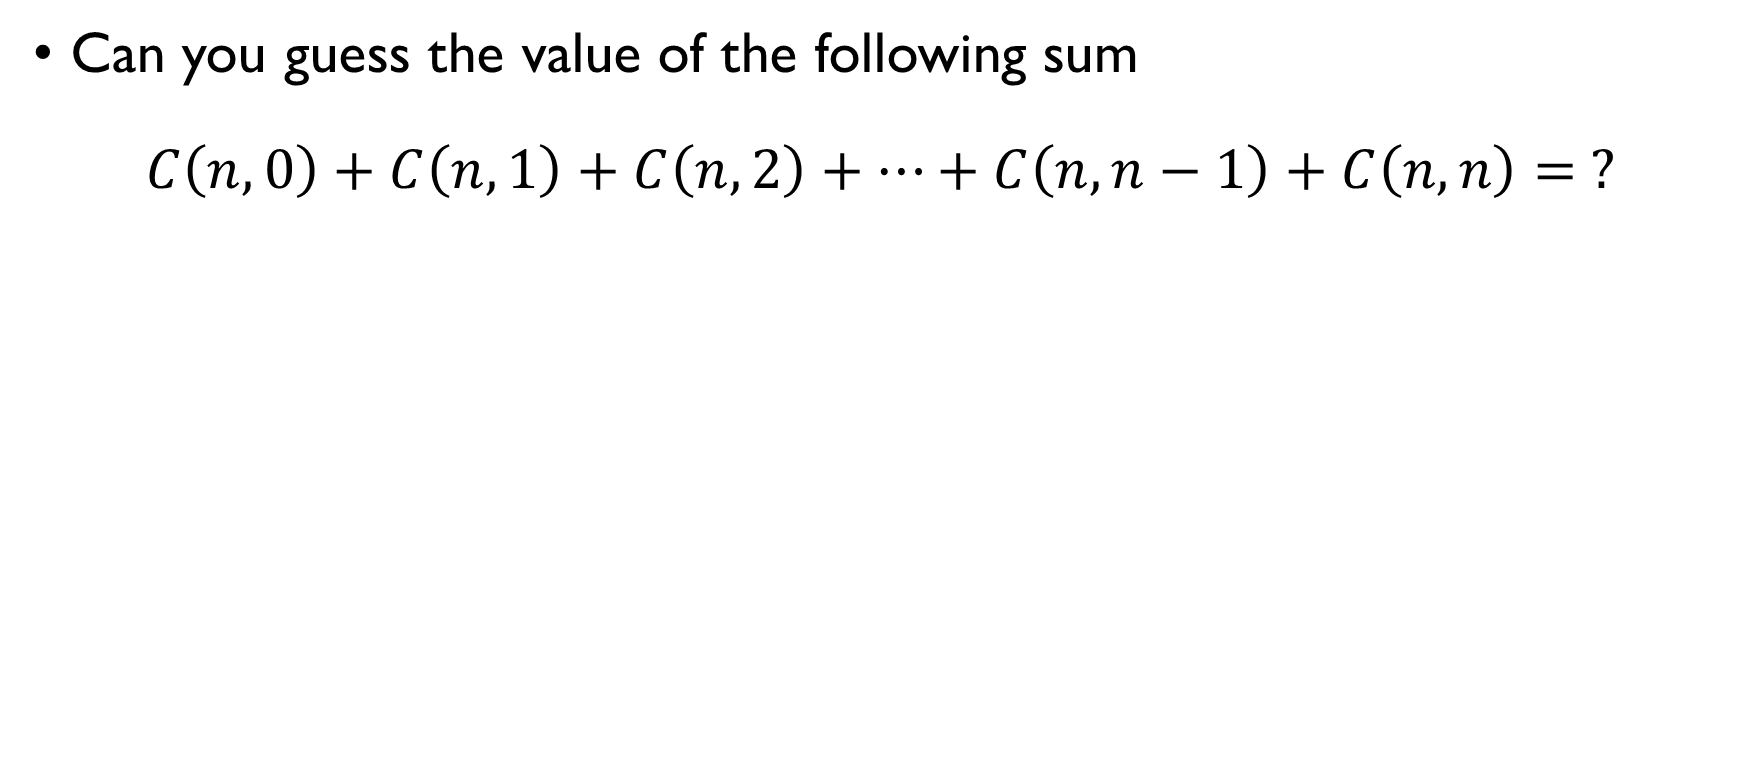 • Can you guess the value of the following sum
𝐶(𝑛, 0) + 𝐶(𝑛, 1) + 𝐶(𝑛, 2) + ⋯ + 𝐶(𝑛, 𝑛 − 1) + 𝐶(𝑛, 𝑛) = ?